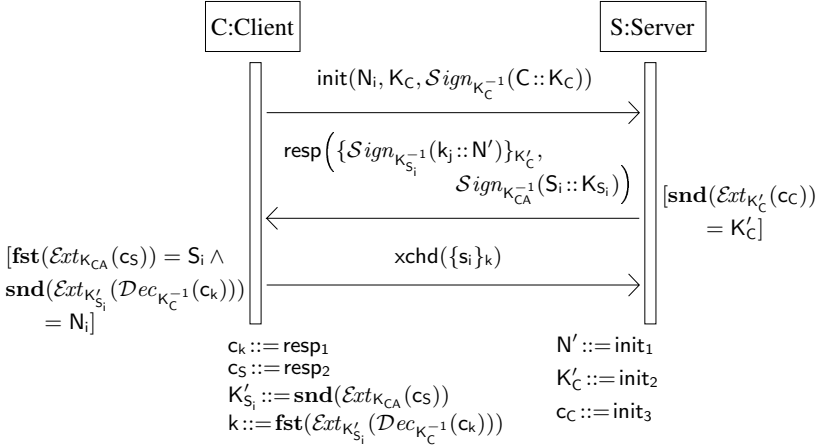 C:Client
S:Server
init(N_i, K_C, Sign_{K_C^{-1}}(C::K_C))
resp({Sign_{K_{S_i}^{-1}}(k_j::N')}_{K'_C},
Sign_{K_{CA}^{-1}}(S_i::K_{S_i}))
[snd(Ext_{K'_C}(c_C))
= K'_C]
[fst(Ext_{K_{CA}}(c_S)) = S_i ∧
snd(Ext_{K'_{S_i}}(Dec_{K_C^{-1}}(c_k)))
= N_i]
xchd({s_i}_k)
c_k ::= resp_1
c_S ::= resp_2
K'_{S_i} ::= snd(Ext_{K_{CA}}(c_S))
k ::= fst(Ext_{K'_{S_i}}(Dec_{K_C^{-1}}(c_k)))
N' ::= init_1
K'_C ::= init_2
c_C ::= init_3